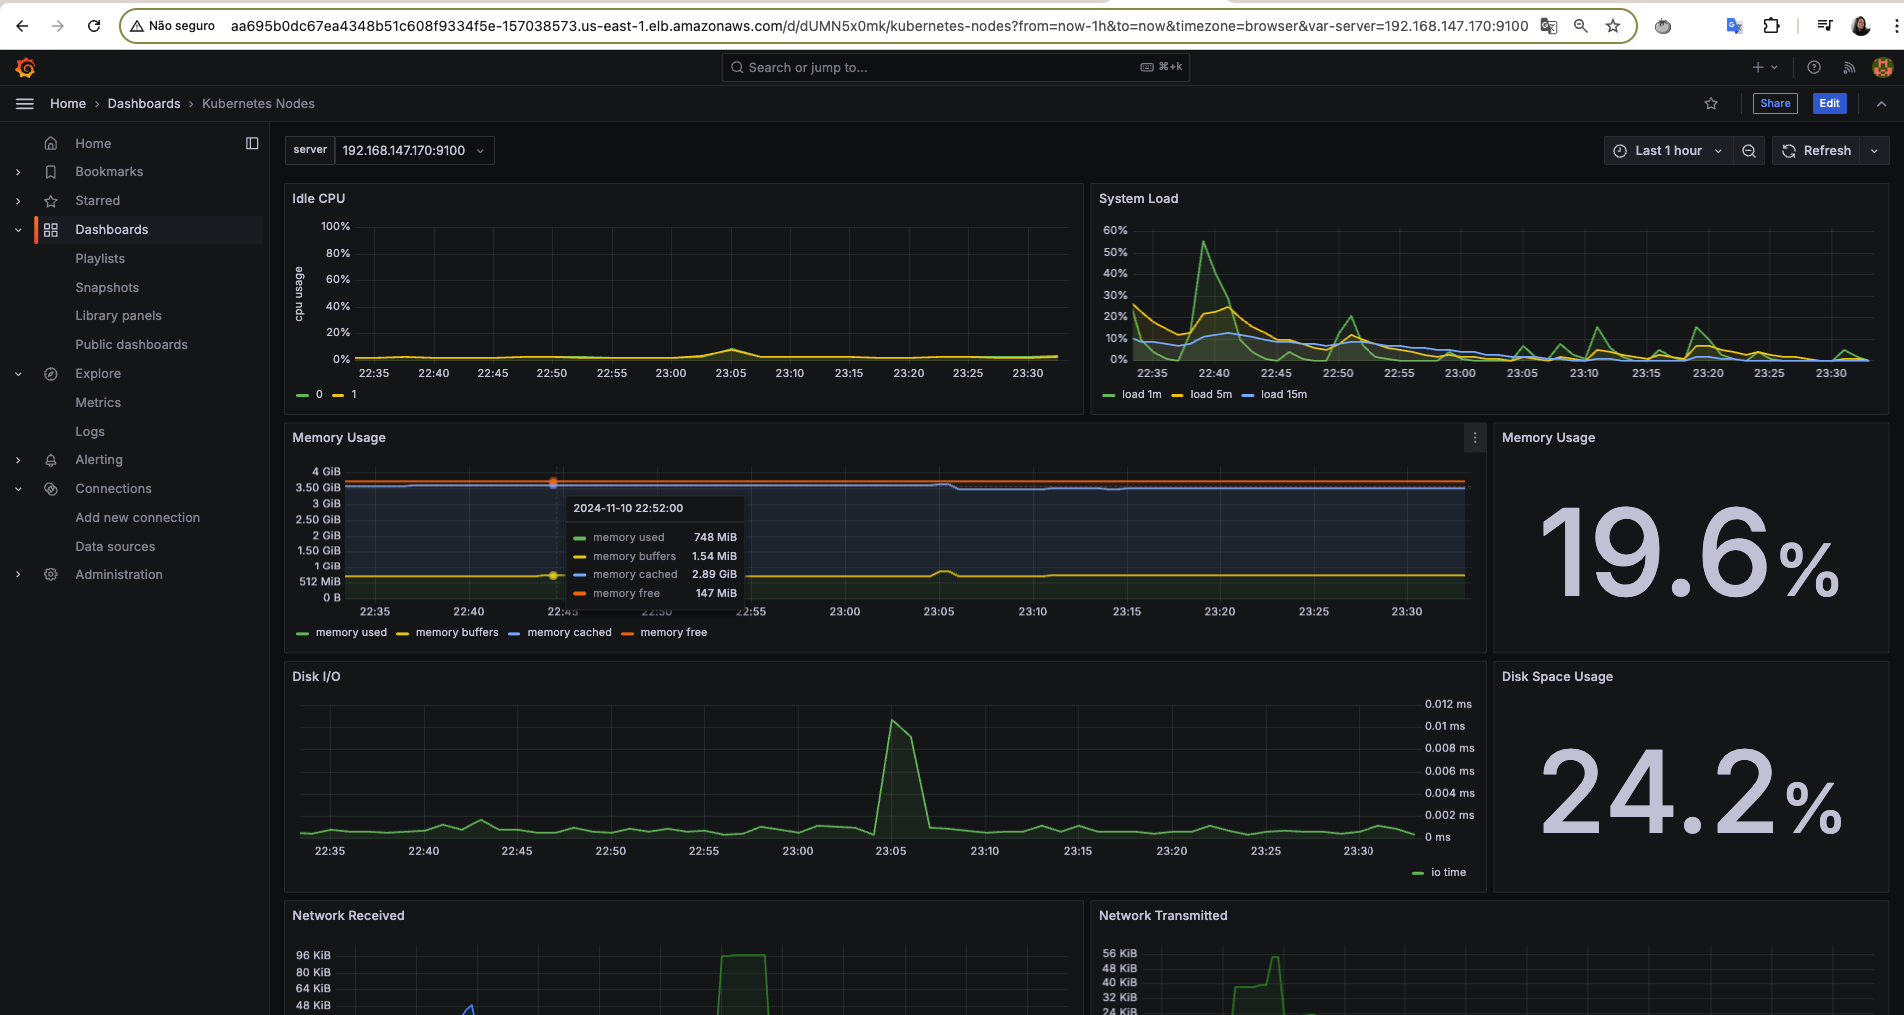 Não seguro aa695b0dc67ea4348b51c608f9334f5e-157038573.us-east-1.elb.amazonaws.com/d/dUMN5x0mk/kubernetes-nodes?from=now-1h&to=now&timezone=browser&var-server=192.168.147.170:9100
Search or jump to... ⌘+k
Home › Dashboards › Kubernetes Nodes
Share Edit
Home
Bookmarks
Starred
Dashboards
Playlists
Snapshots
Library panels
Public dashboards
Explore
Metrics
Logs
Alerting
Connections
Add new connection
Data sources
Administration
server 192.168.147.170:9100
Last 1 hour Refresh
Idle CPU
cpu usage
100%
80%
60%
40%
20%
0%
22:35 22:40 22:45 22:50 22:55 23:00 23:05 23:10 23:15 23:20 23:25 23:30
0 1
System Load
60%
50%
40%
30%
20%
10%
0%
22:35 22:40 22:45 22:50 22:55 23:00 23:05 23:10 23:15 23:20 23:25 23:30
load 1m load 5m load 15m
Memory Usage
4 GiB
3.50 GiB
3 GiB
2.50 GiB
2 GiB
1.50 GiB
1 GiB
512 MiB
0 B
2024-11-10 22:52:00
memory used 748 MiB
memory buffers 1.54 MiB
memory cached 2.89 GiB
memory free 147 MiB
22:35 22:40 22:45 22:50 22:55 23:00 23:05 23:10 23:15 23:20 23:25 23:30
memory used memory buffers memory cached memory free
Memory Usage
19.6%
Disk I/O
0.012 ms
0.01 ms
0.008 ms
0.006 ms
0.004 ms
0.002 ms
0 ms
22:35 22:40 22:45 22:50 22:55 23:00 23:05 23:10 23:15 23:20 23:25 23:30
io time
Disk Space Usage
24.2%
Network Received
96 KiB
80 KiB
64 KiB
48 KiB
Network Transmitted
56 KiB
48 KiB
40 KiB
32 KiB
24 KiB